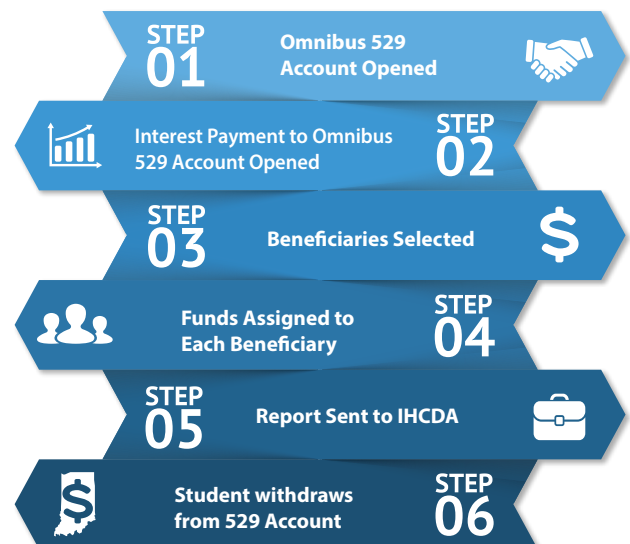 STEP
01
Omnibus 529
Account Opened
Interest Payment to Omnibus
529 Account Opened
STEP
02
STEP
03
Beneficiaries Selected
Funds Assigned to
Each Beneficiary
STEP
04
STEP
05
Report Sent to IHCDA
Student withdraws
from 529 Account
STEP
06